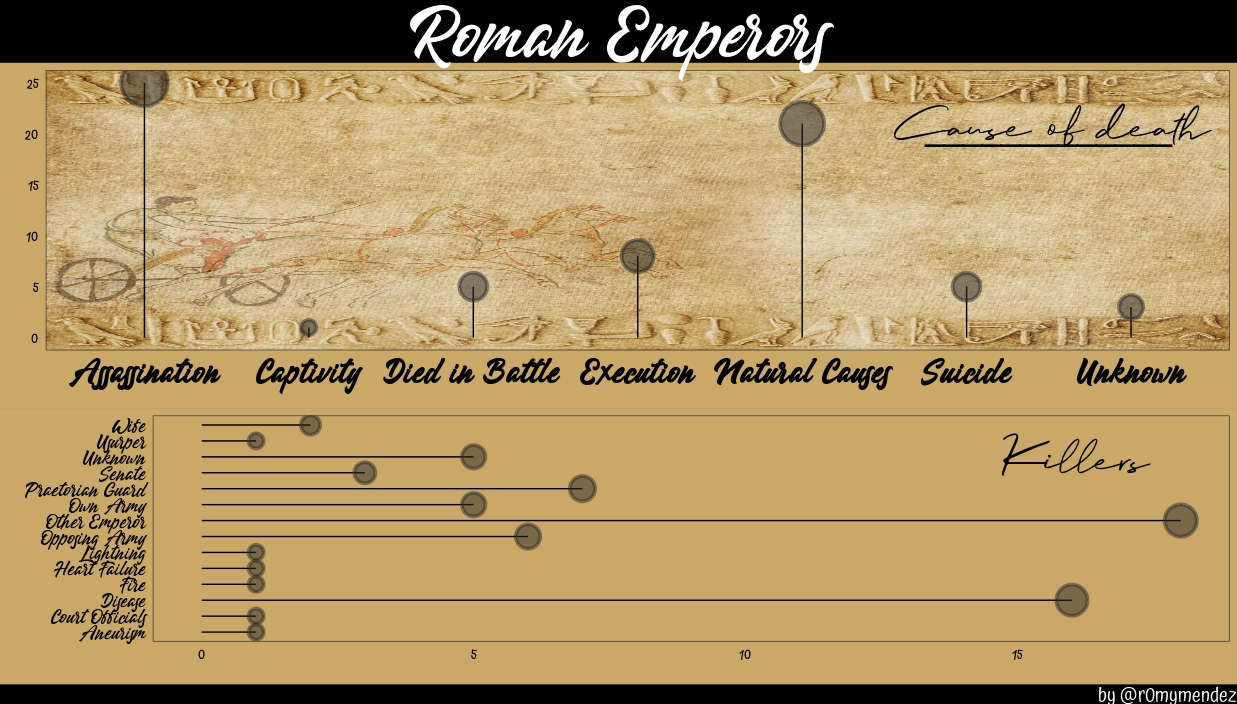 Roman Emperors
Cause of death
25
20
15
10
5
0
Assassination Captivity Died in Battle Execution Natural Causes Suicide Unknown
Killers
Wife
Usurper
Unknown
Senate
Praetorian Guard
Own Army
Other Emperor
Opposing Army
Lightning
Heart Failure
Fire
Disease
Court Officials
Aneurism
0 5 10 15
by @r0mymendez